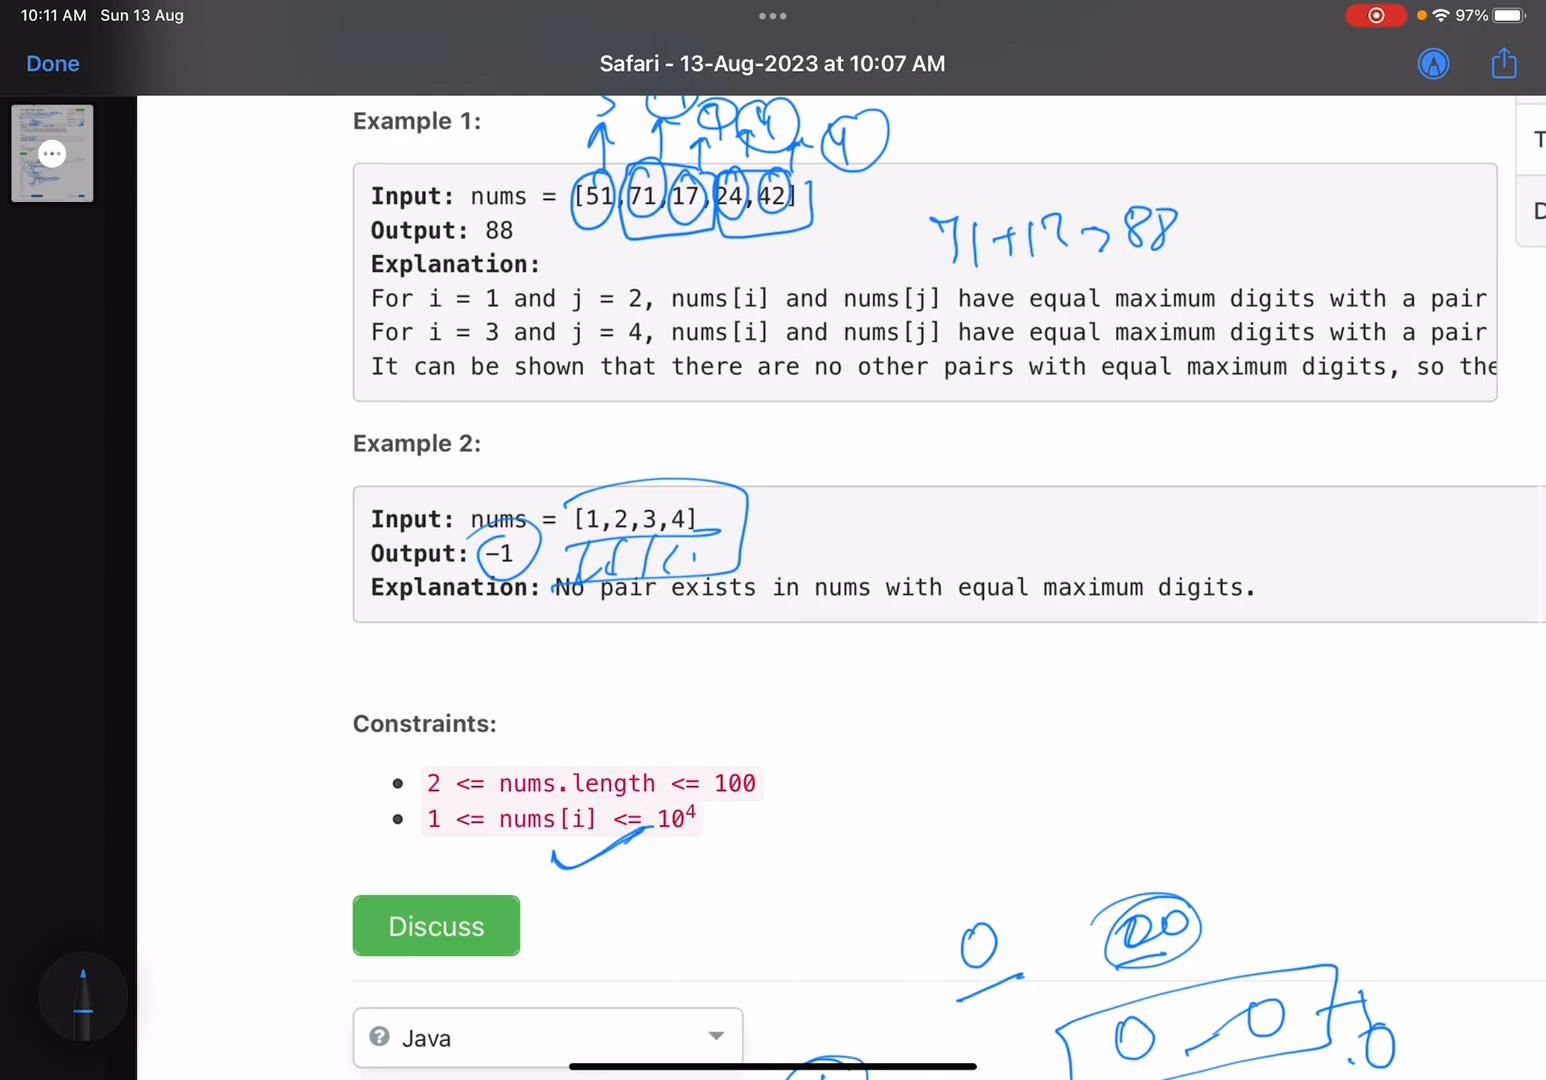 10:11 AM Sun 13 Aug
97%
Done
Safari - 13-Aug-2023 at 10:07 AM
Example 1:
4
Input: nums = [51,71,17,24,42]
Output: 88
71+17→88
Explanation:
For i = 1 and j = 2, nums[i] and nums[j] have equal maximum digits with a pair
For i = 3 and j = 4, nums[i] and nums[j] have equal maximum digits with a pair
It can be shown that there are no other pairs with equal maximum digits, so the
Example 2:
Input: nums = [1,2,3,4]
Output: -1
Explanation: No pair exists in nums with equal maximum digits.
Constraints:
2 <= nums.length <= 100
1 <= nums[i] <= 10⁴
Discuss
0
0 0
0
Java